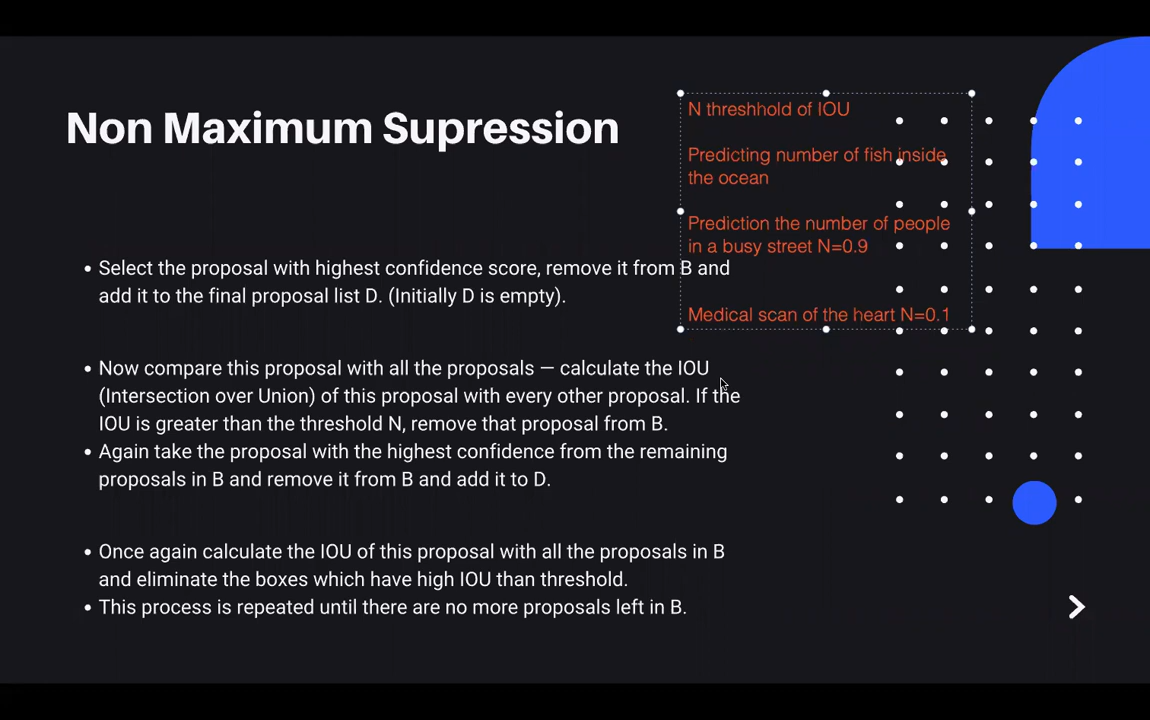 Non Maximum Supression
N threshhold of IOU
Predicting number of fish inside
the ocean
Prediction the number of people
in a busy street N=0.9
Medical scan of the heart N=0.1
• Select the proposal with highest confidence score, remove it from B and
add it to the final proposal list D. (Initially D is empty).
• Now compare this proposal with all the proposals — calculate the IOU
(Intersection over Union) of this proposal with every other proposal. If the
IOU is greater than the threshold N, remove that proposal from B.
• Again take the proposal with the highest confidence from the remaining
proposals in B and remove it from B and add it to D.
• Once again calculate the IOU of this proposal with all the proposals in B
and eliminate the boxes which have high IOU than threshold.
• This process is repeated until there are no more proposals left in B.